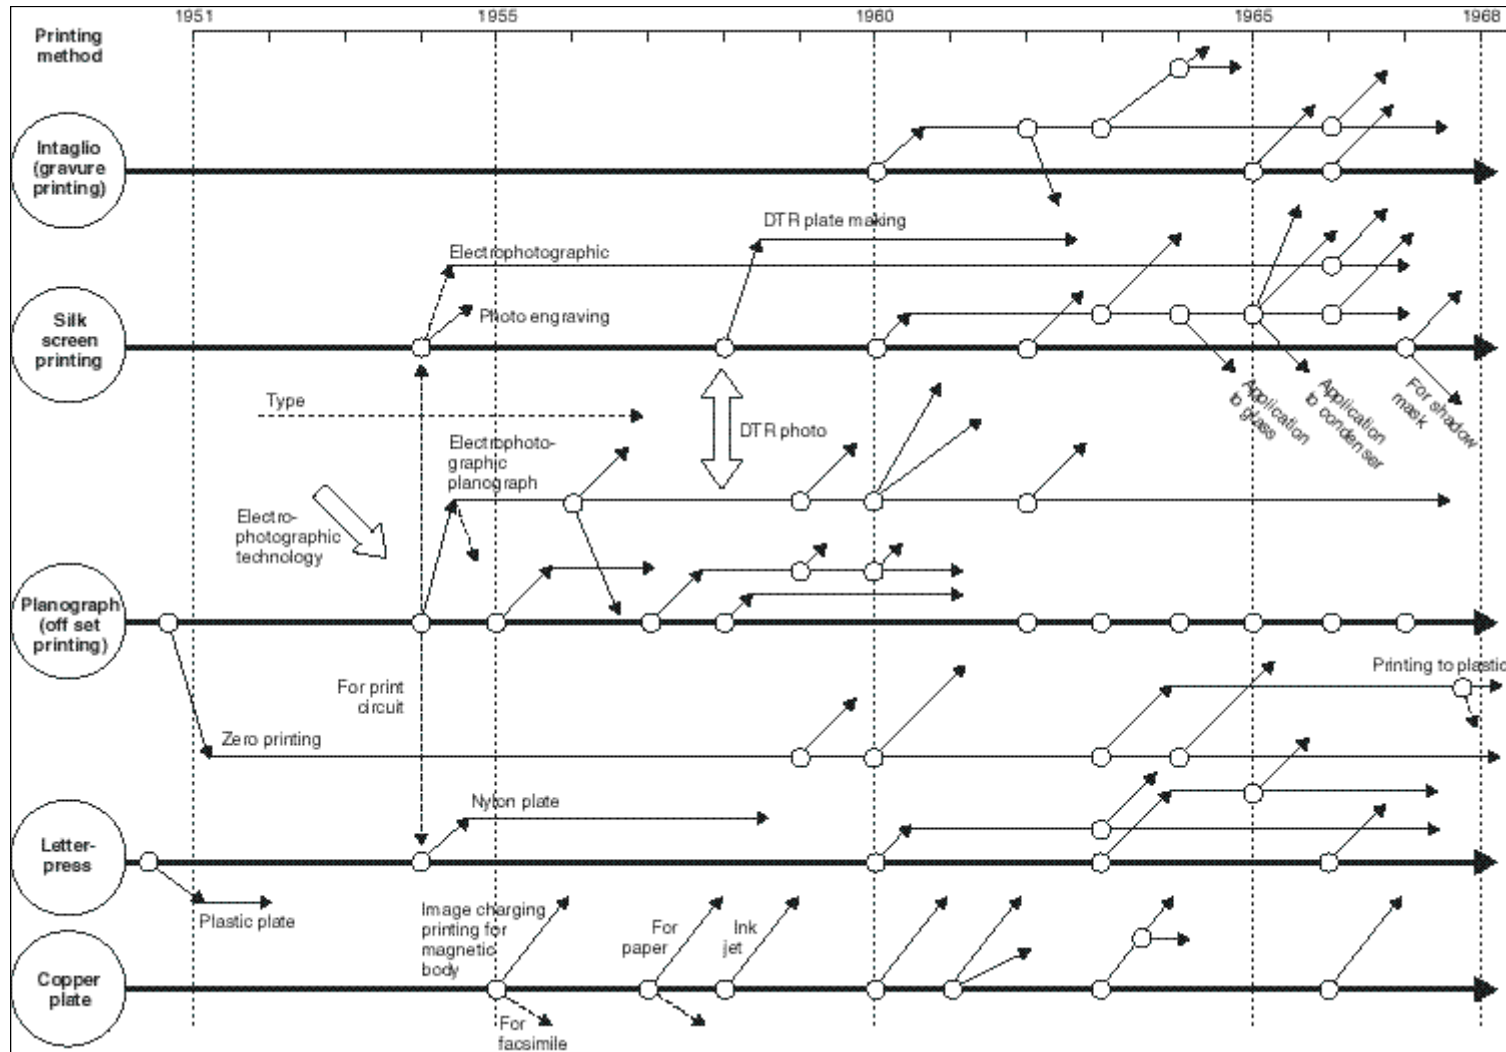 1951
1955
1960
1965
1968
Printing
method
Intaglio
(gravure
printing)
DTR plate making
Electrophotographic
Silk
screen
printing
Photo engraving
Type
DTR photo
Application
to glass
Application
to condenser
For shadow
mask
Electrophoto-
graphic
planograph
Electro-
photographic
technology
Planograph
(off set
printing)
For print
circuit
Printing to plastic
Zero printing
Nylon plate
Letter-
press
Plastic plate
Image charging
printing for
magnetic
body
For
paper
Ink
jet
Copper
plate
For
facsimile